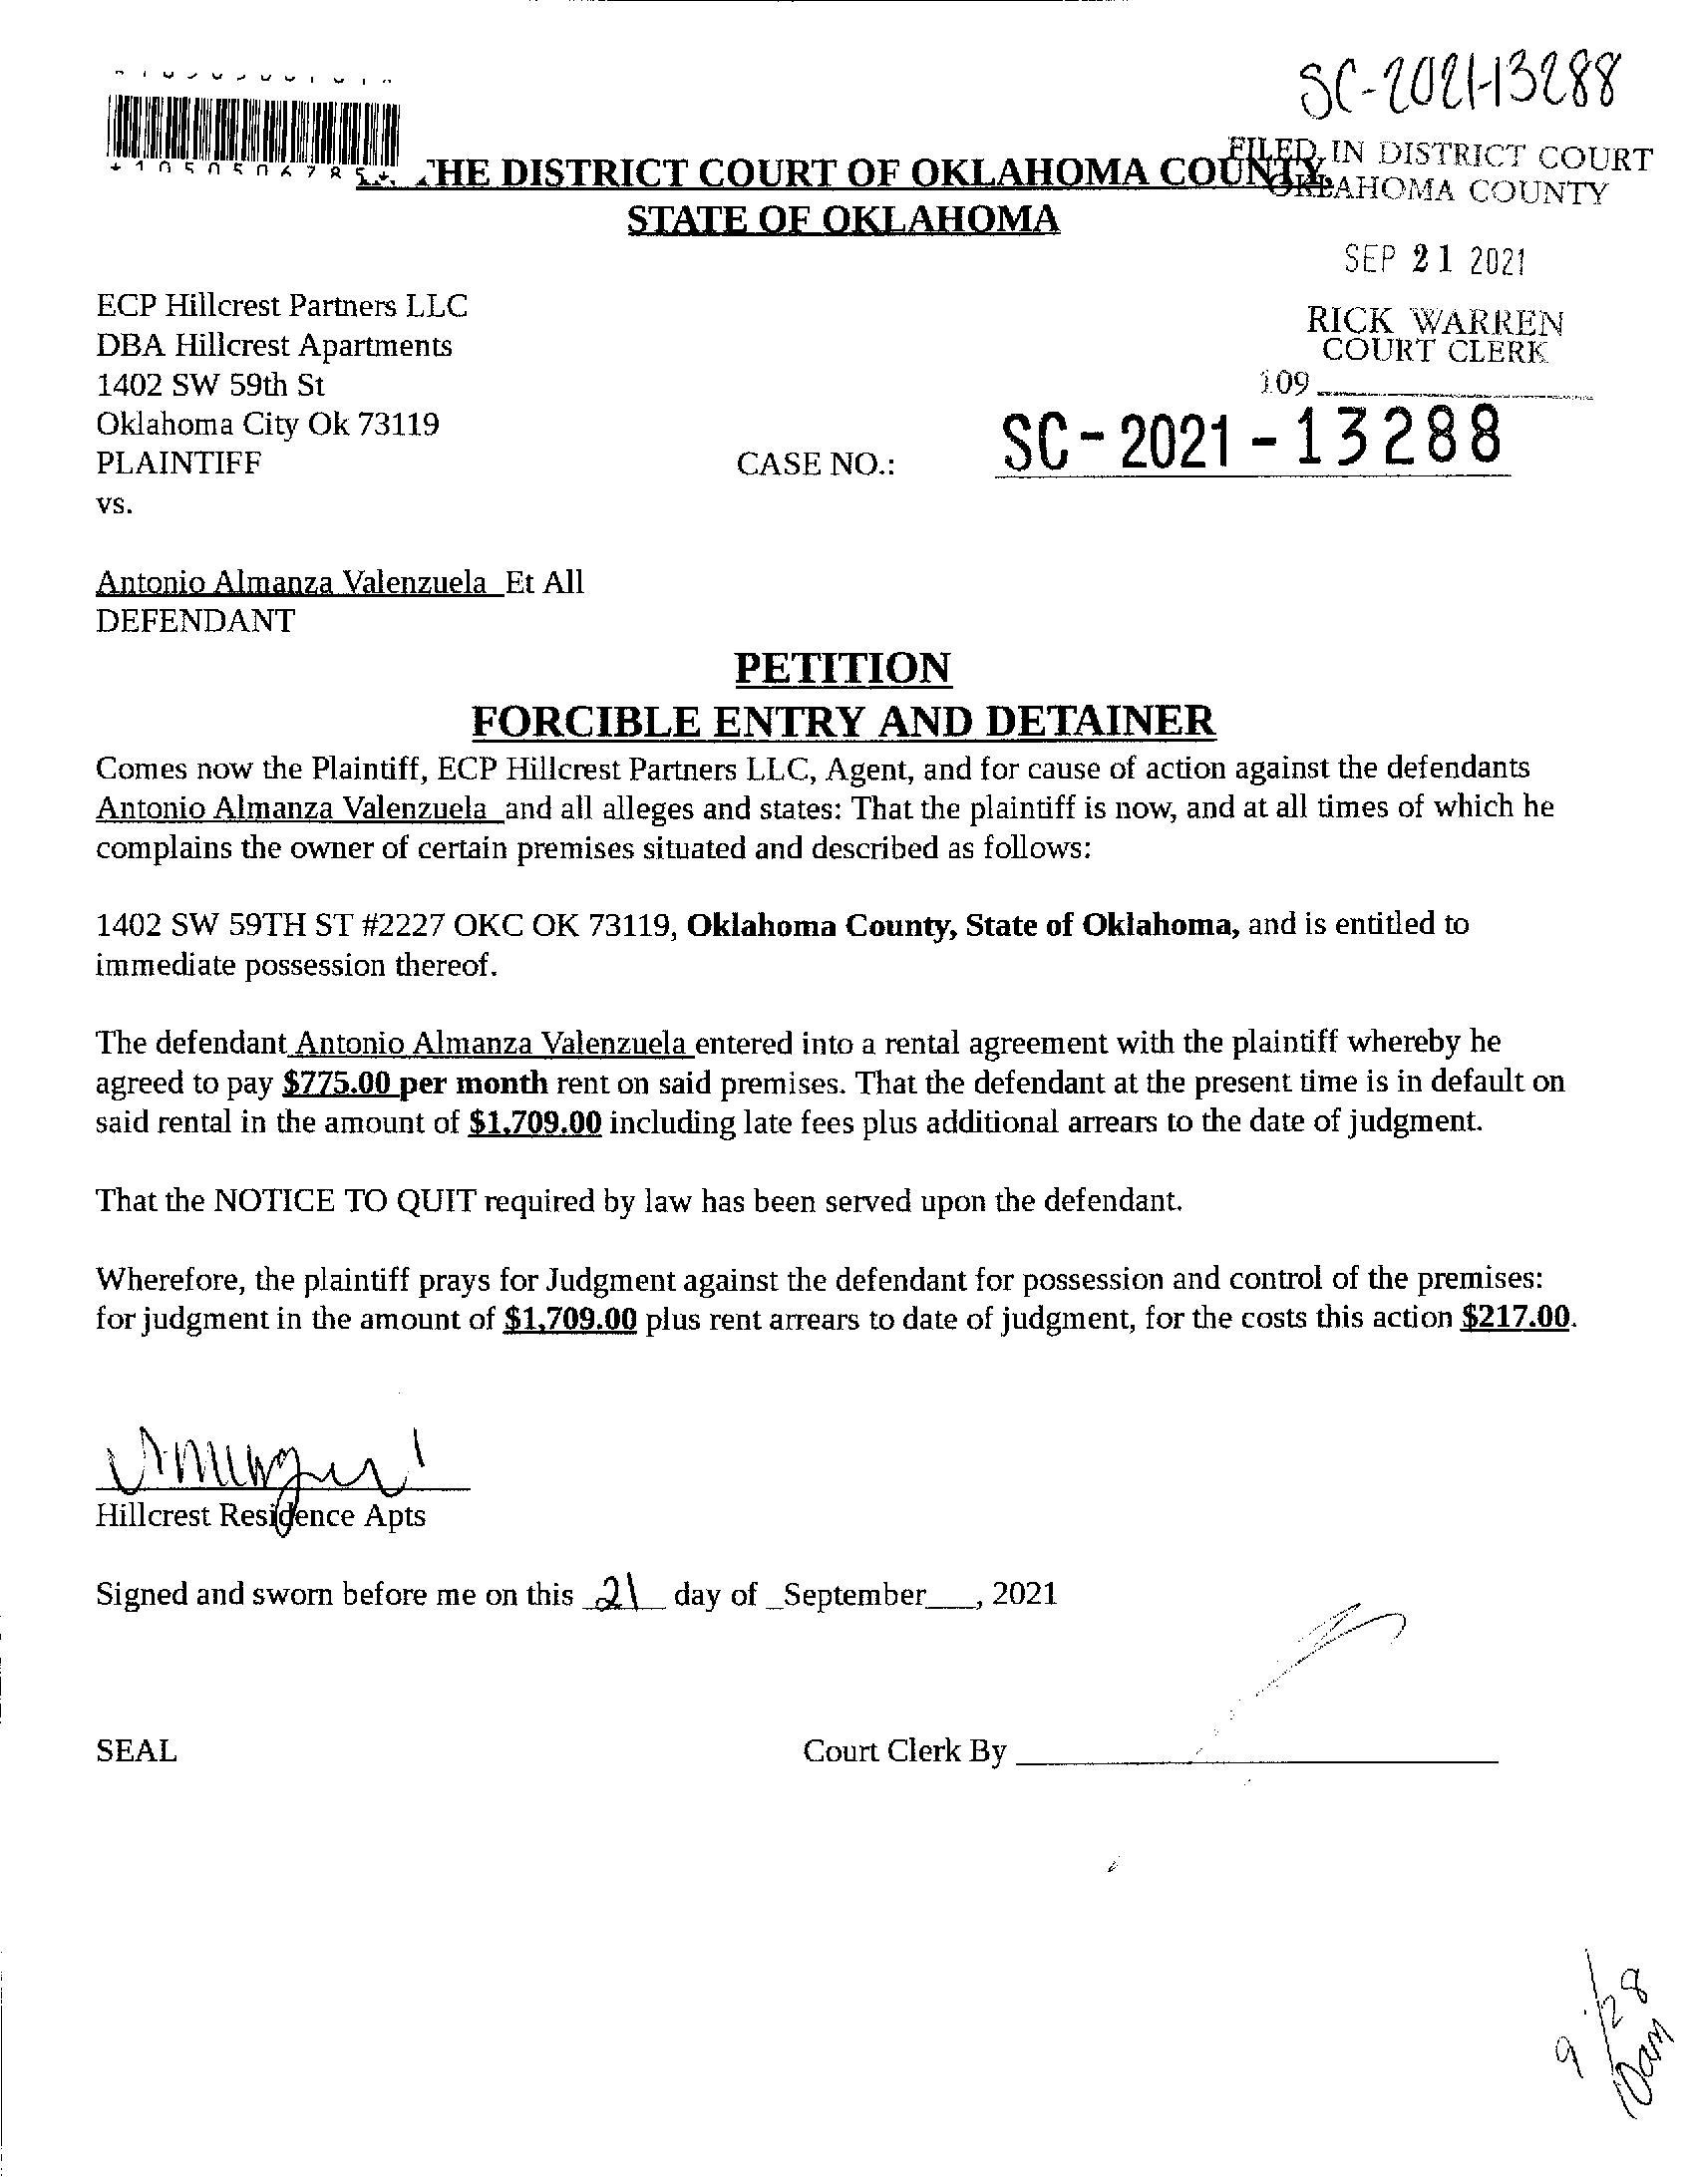 SC-2021-13288
FILED IN DISTRICT COURT
OKLAHOMA COUNTY
THE DISTRICT COURT OF OKLAHOMA COUNTY
STATE OF OKLAHOMA
SEP 21 2021
RICK WARREN
COURT CLERK
109
ECP Hillcrest Partners LLC
DBA Hillcrest Apartments
1402 SW 59th St
Oklahoma City Ok 73119
PLAINTIFF
CASE NO.: SC-2021-13288
vs.
Antonio Almanza Valenzuela Et All
DEFENDANT
PETITION
FORCIBLE ENTRY AND DETAINER
Comes now the Plaintiff, ECP Hillcrest Partners LLC, Agent, and for cause of action against the defendants
Antonio Almanza Valenzuela and all alleges and states: That the plaintiff is now, and at all times of which he
complains the owner of certain premises situated and described as follows:
1402 SW 59TH ST #2227 OKC OK 73119, Oklahoma County, State of Oklahoma, and is entitled to
immediate possession thereof.
The defendant Antonio Almanza Valenzuela entered into a rental agreement with the plaintiff whereby he
agreed to pay $775.00 per month rent on said premises. That the defendant at the present time is in default on
said rental in the amount of $1,709.00 including late fees plus additional arrears to the date of judgment.
That the NOTICE TO QUIT required by law has been served upon the defendant.
Wherefore, the plaintiff prays for Judgment against the defendant for possession and control of the premises:
for judgment in the amount of $1,709.00 plus rent arrears to date of judgment, for the costs this action $217.00.
Hillcrest Residence Apts
Signed and sworn before me on this 21 day of _September___, 2021
SEAL
Court Clerk By
9/28
10am